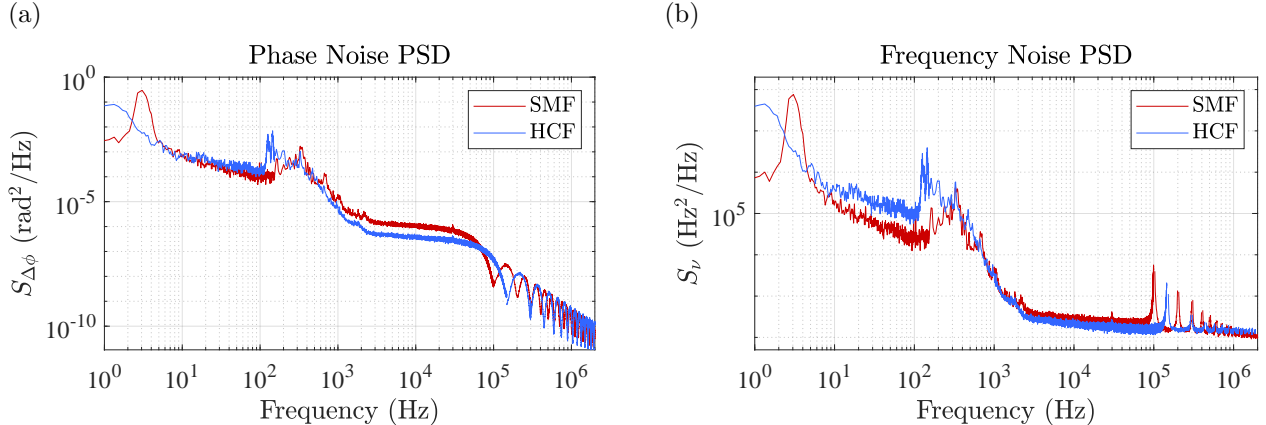 (a)
Phase Noise PSD
SMF
HCF
10^0
10^-5
10^-10
S_Δϕ (rad^2/Hz)
10^0 10^1 10^2 10^3 10^4 10^5 10^6
Frequency (Hz)
(b)
Frequency Noise PSD
SMF
HCF
10^5
S_ν (Hz^2/Hz)
10^0 10^1 10^2 10^3 10^4 10^5 10^6
Frequency (Hz)